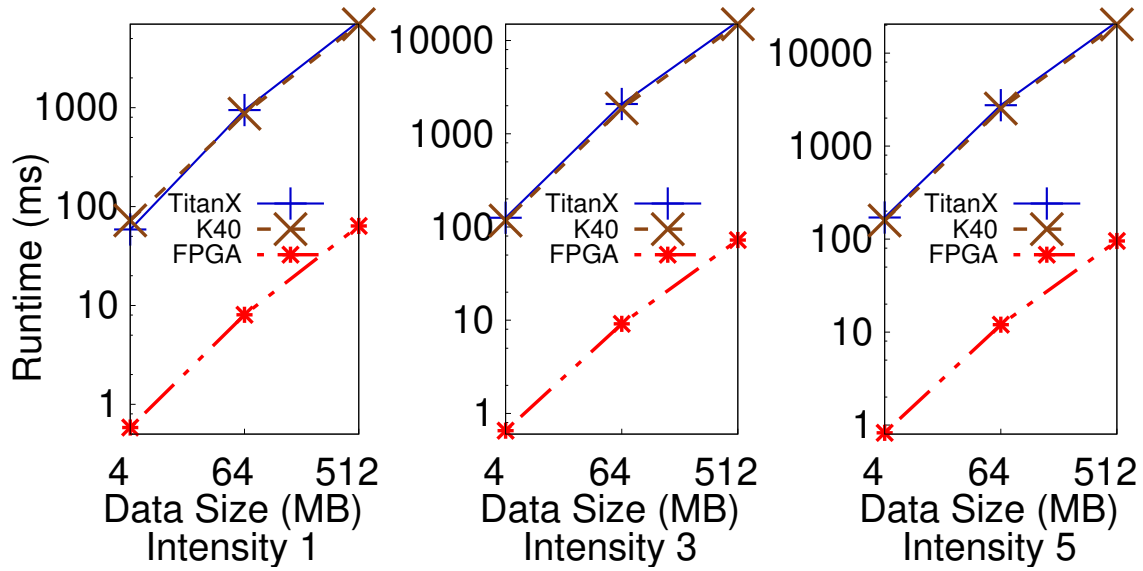 Runtime (ms)
1000
100
10
1
TitanX
K40
FPGA
4 64 512
Data Size (MB)
Intensity 1
10000
1000
100
10
1
TitanX
K40
FPGA
4 64 512
Data Size (MB)
Intensity 3
10000
1000
100
10
1
TitanX
K40
FPGA
4 64 512
Data Size (MB)
Intensity 5